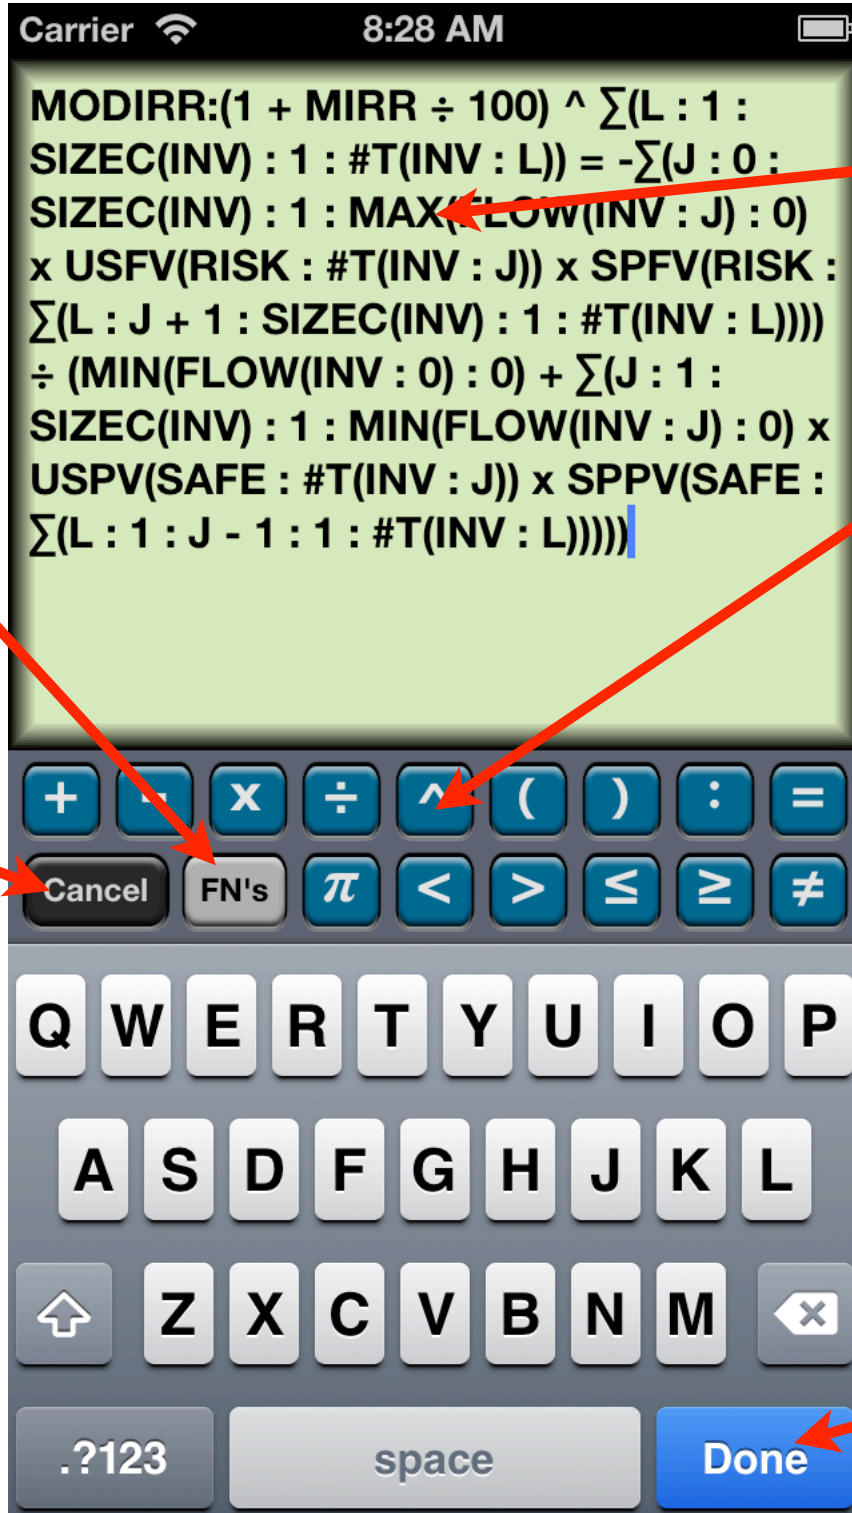 Carrier 8:28 AM
MODIRR:(1 + MIRR ÷ 100) ^ ∑(L : 1 :
SIZEC(INV) : 1 : #T(INV : L)) = -∑(J : 0 :
SIZEC(INV) : 1 : MAX(FLOW(INV : J) : 0)
x USFV(RISK : #T(INV : J)) x SPFV(RISK :
∑(L : J + 1 : SIZEC(INV) : 1 : #T(INV : L))))
÷ (MIN(FLOW(INV : 0) : 0) + ∑(J : 1 :
SIZEC(INV) : 1 : MIN(FLOW(INV : J) : 0) x
USPV(SAFE : #T(INV : J)) x SPPV(SAFE :
∑(L : 1 : J - 1 : 1 : #T(INV : L)))))
+ - x ÷ ^ ( ) : =
Cancel FN's π < > ≤ ≥ ≠
Q W E R T Y U I O P
A S D F G H J K L
Z X C V B N M
.?123 space Done